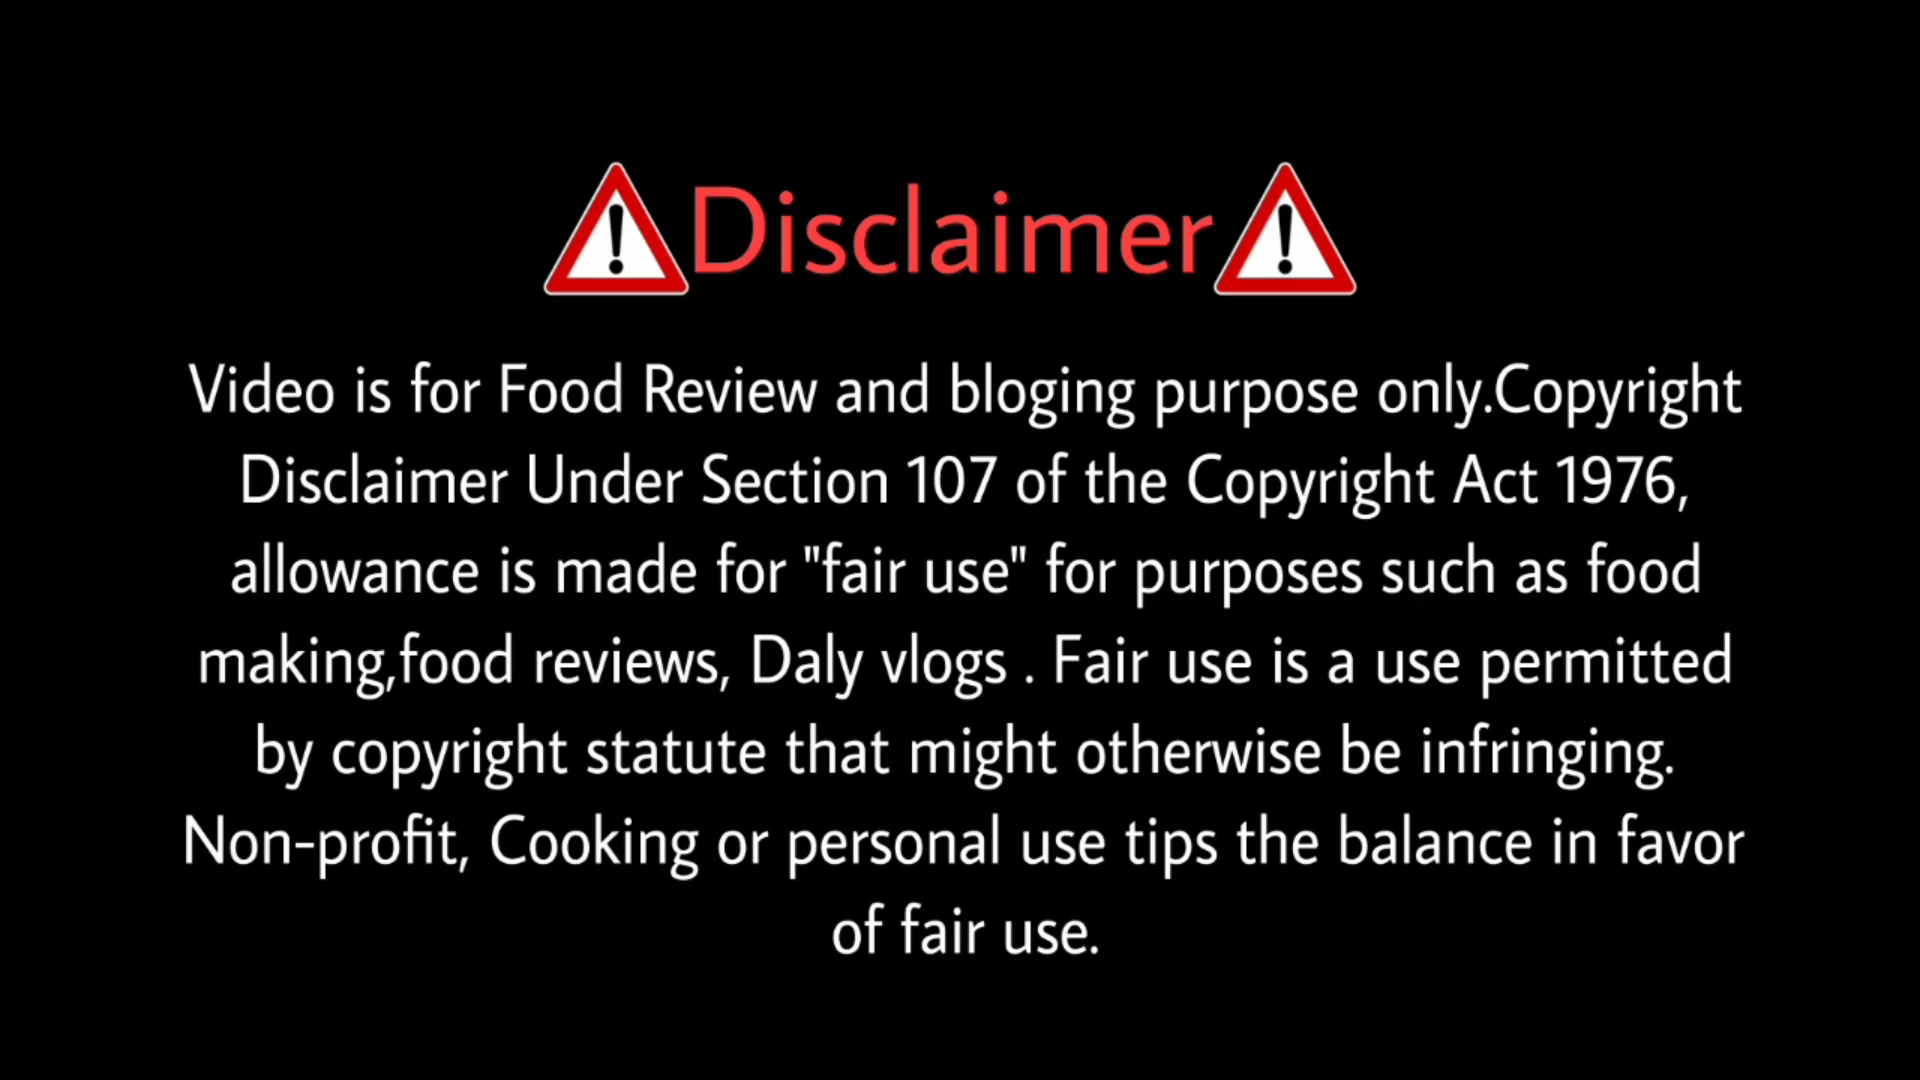 Disclaimer
Video is for Food Review and bloging purpose only.Copyright
Disclaimer Under Section 107 of the Copyright Act 1976,
allowance is made for "fair use" for purposes such as food
making,food reviews, Daly vlogs . Fair use is a use permitted
by copyright statute that might otherwise be infringing.
Non-profit, Cooking or personal use tips the balance in favor
of fair use.